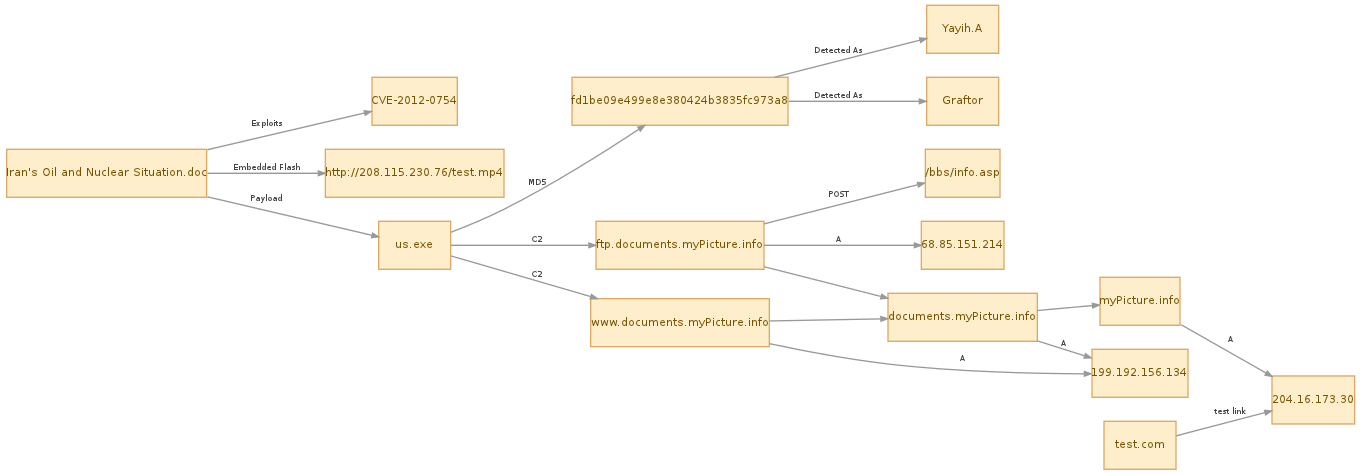 Yayih.A
Detected As
CVE-2012-0754
fd1be09e499e8e380424b3835fc973a8
Detected As
Graftor
Exploits
Iran's Oil and Nuclear Situation.doc
Embedded Flash
http://208.115.230.76/test.mp4
/bbs/info.asp
MD5
POST
Payload
us.exe
C2
ftp.documents.myPicture.info
A
68.85.151.214
C2
www.documents.myPicture.info
documents.myPicture.info
myPicture.info
A
A
A
199.192.156.134
204.16.173.30
test link
test.com